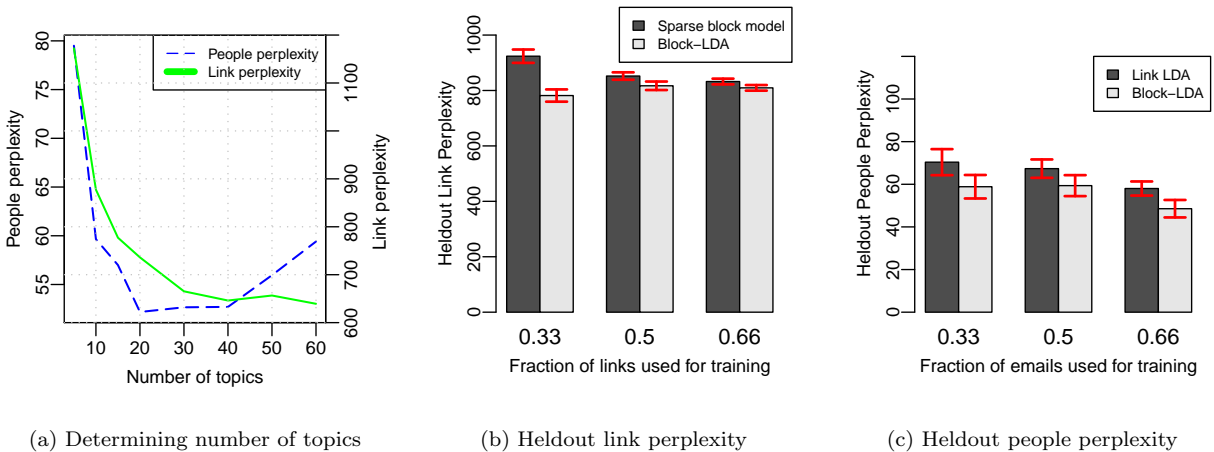 People perplexity
Link perplexity
80
75
70
65
60
55
People perplexity
1100
900
800
700
600
Link perplexity
10 20 30 40 50 60
Number of topics
(a) Determining number of topics
Sparse block model
Block−LDA
1000
800
600
400
200
0
Heldout Link Perplexity
0.33 0.5 0.66
Fraction of links used for training
(b) Heldout link perplexity
Link LDA
Block−LDA
100
80
60
40
20
0
Heldout People Perplexity
0.33 0.5 0.66
Fraction of emails used for training
(c) Heldout people perplexity